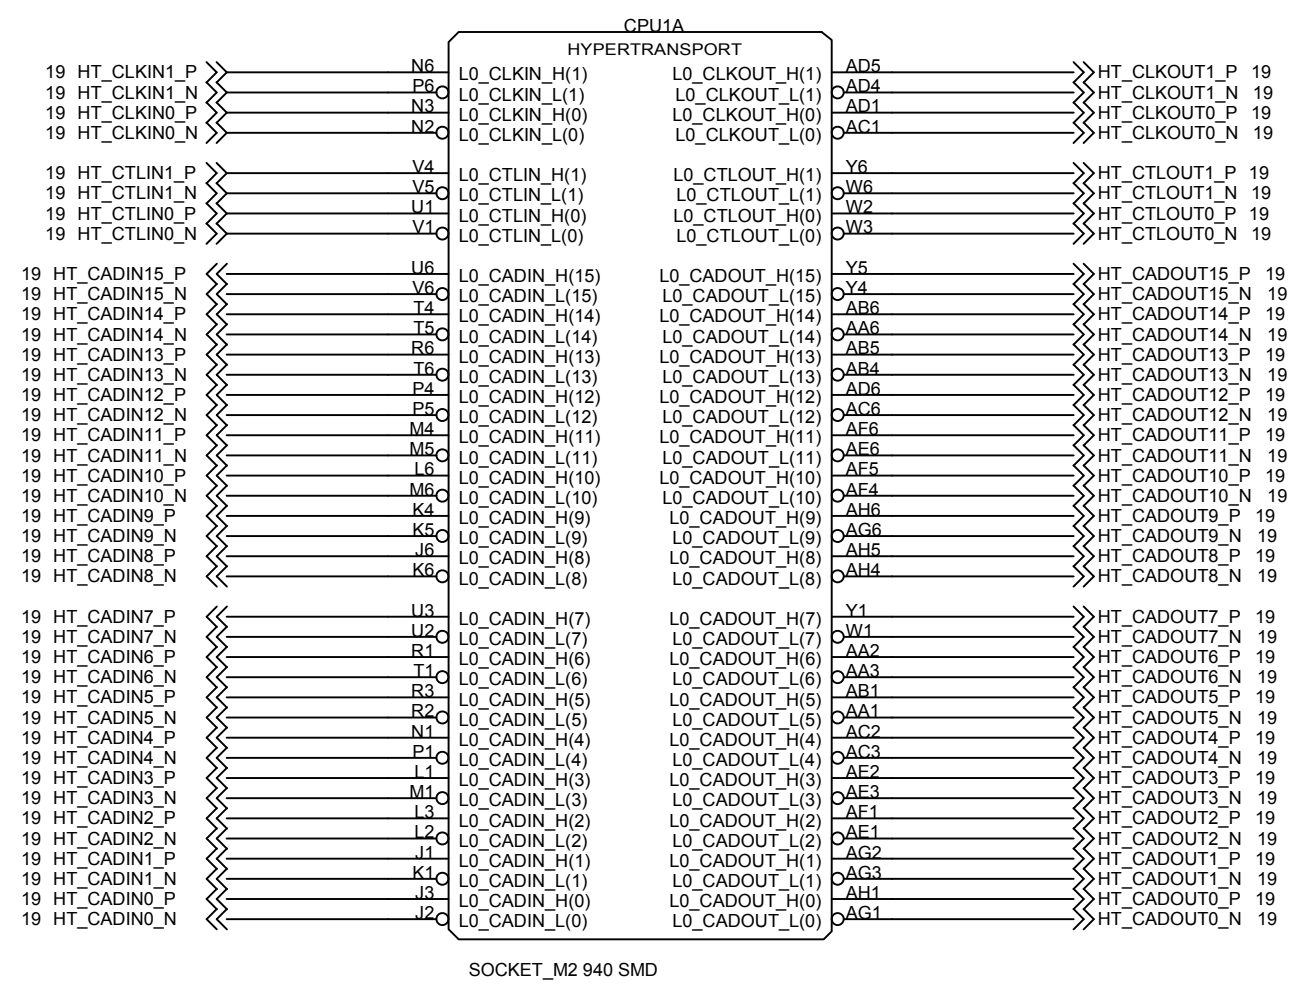 CPU1A
HYPERTRANSPORT
19 HT_CLKIN1_P N6 L0_CLKIN_H(1) L0_CLKOUT_H(1) AD5 HT_CLKOUT1_P 19
19 HT_CLKIN1_N P6 L0_CLKIN_L(1) L0_CLKOUT_L(1) AD4 HT_CLKOUT1_N 19
19 HT_CLKIN0_P N3 L0_CLKIN_H(0) L0_CLKOUT_H(0) AD1 HT_CLKOUT0_P 19
19 HT_CLKIN0_N N2 L0_CLKIN_L(0) L0_CLKOUT_L(0) AC1 HT_CLKOUT0_N 19
19 HT_CTLIN1_P V4 L0_CTLIN_H(1) L0_CTLOUT_H(1) Y6 HT_CTLOUT1_P 19
19 HT_CTLIN1_N V5 L0_CTLIN_L(1) L0_CTLOUT_L(1) W6 HT_CTLOUT1_N 19
19 HT_CTLIN0_P U1 L0_CTLIN_H(0) L0_CTLOUT_H(0) W2 HT_CTLOUT0_P 19
19 HT_CTLIN0_N V1 L0_CTLIN_L(0) L0_CTLOUT_L(0) W3 HT_CTLOUT0_N 19
19 HT_CADIN15_P U6 L0_CADIN_H(15) L0_CADOUT_H(15) Y5 HT_CADOUT15_P 19
19 HT_CADIN15_N V6 L0_CADIN_L(15) L0_CADOUT_L(15) Y4 HT_CADOUT15_N 19
19 HT_CADIN14_P T4 L0_CADIN_H(14) L0_CADOUT_H(14) AB6 HT_CADOUT14_P 19
19 HT_CADIN14_N T5 L0_CADIN_L(14) L0_CADOUT_L(14) AA6 HT_CADOUT14_N 19
19 HT_CADIN13_P R6 L0_CADIN_H(13) L0_CADOUT_H(13) AB5 HT_CADOUT13_P 19
19 HT_CADIN13_N T6 L0_CADIN_L(13) L0_CADOUT_L(13) AB4 HT_CADOUT13_N 19
19 HT_CADIN12_P P4 L0_CADIN_H(12) L0_CADOUT_H(12) AD6 HT_CADOUT12_P 19
19 HT_CADIN12_N P5 L0_CADIN_L(12) L0_CADOUT_L(12) AC6 HT_CADOUT12_N 19
19 HT_CADIN11_P M4 L0_CADIN_H(11) L0_CADOUT_H(11) AF6 HT_CADOUT11_P 19
19 HT_CADIN11_N M5 L0_CADIN_L(11) L0_CADOUT_L(11) AE6 HT_CADOUT11_N 19
19 HT_CADIN10_P L6 L0_CADIN_H(10) L0_CADOUT_H(10) AF5 HT_CADOUT10_P 19
19 HT_CADIN10_N M6 L0_CADIN_L(10) L0_CADOUT_L(10) AF4 HT_CADOUT10_N 19
19 HT_CADIN9_P K4 L0_CADIN_H(9) L0_CADOUT_H(9) AH6 HT_CADOUT9_P 19
19 HT_CADIN9_N K5 L0_CADIN_L(9) L0_CADOUT_L(9) AG6 HT_CADOUT9_N 19
19 HT_CADIN8_P J6 L0_CADIN_H(8) L0_CADOUT_H(8) AH5 HT_CADOUT8_P 19
19 HT_CADIN8_N K6 L0_CADIN_L(8) L0_CADOUT_L(8) AH4 HT_CADOUT8_N 19
19 HT_CADIN7_P U3 L0_CADIN_H(7) L0_CADOUT_H(7) Y1 HT_CADOUT7_P 19
19 HT_CADIN7_N U2 L0_CADIN_L(7) L0_CADOUT_L(7) W1 HT_CADOUT7_N 19
19 HT_CADIN6_P R1 L0_CADIN_H(6) L0_CADOUT_H(6) AA2 HT_CADOUT6_P 19
19 HT_CADIN6_N T1 L0_CADIN_L(6) L0_CADOUT_L(6) AA3 HT_CADOUT6_N 19
19 HT_CADIN5_P R3 L0_CADIN_H(5) L0_CADOUT_H(5) AB1 HT_CADOUT5_P 19
19 HT_CADIN5_N R2 L0_CADIN_L(5) L0_CADOUT_L(5) AA1 HT_CADOUT5_N 19
19 HT_CADIN4_P N1 L0_CADIN_H(4) L0_CADOUT_H(4) AC2 HT_CADOUT4_P 19
19 HT_CADIN4_N P1 L0_CADIN_L(4) L0_CADOUT_L(4) AC3 HT_CADOUT4_N 19
19 HT_CADIN3_P L1 L0_CADIN_H(3) L0_CADOUT_H(3) AE2 HT_CADOUT3_P 19
19 HT_CADIN3_N M1 L0_CADIN_L(3) L0_CADOUT_L(3) AE3 HT_CADOUT3_N 19
19 HT_CADIN2_P L3 L0_CADIN_H(2) L0_CADOUT_H(2) AF1 HT_CADOUT2_P 19
19 HT_CADIN2_N L2 L0_CADIN_L(2) L0_CADOUT_L(2) AE1 HT_CADOUT2_N 19
19 HT_CADIN1_P J1 L0_CADIN_H(1) L0_CADOUT_H(1) AG2 HT_CADOUT1_P 19
19 HT_CADIN1_N K1 L0_CADIN_L(1) L0_CADOUT_L(1) AG3 HT_CADOUT1_N 19
19 HT_CADIN0_P J3 L0_CADIN_H(0) L0_CADOUT_H(0) AH1 HT_CADOUT0_P 19
19 HT_CADIN0_N J2 L0_CADIN_L(0) L0_CADOUT_L(0) AG1 HT_CADOUT0_N 19
SOCKET_M2 940 SMD